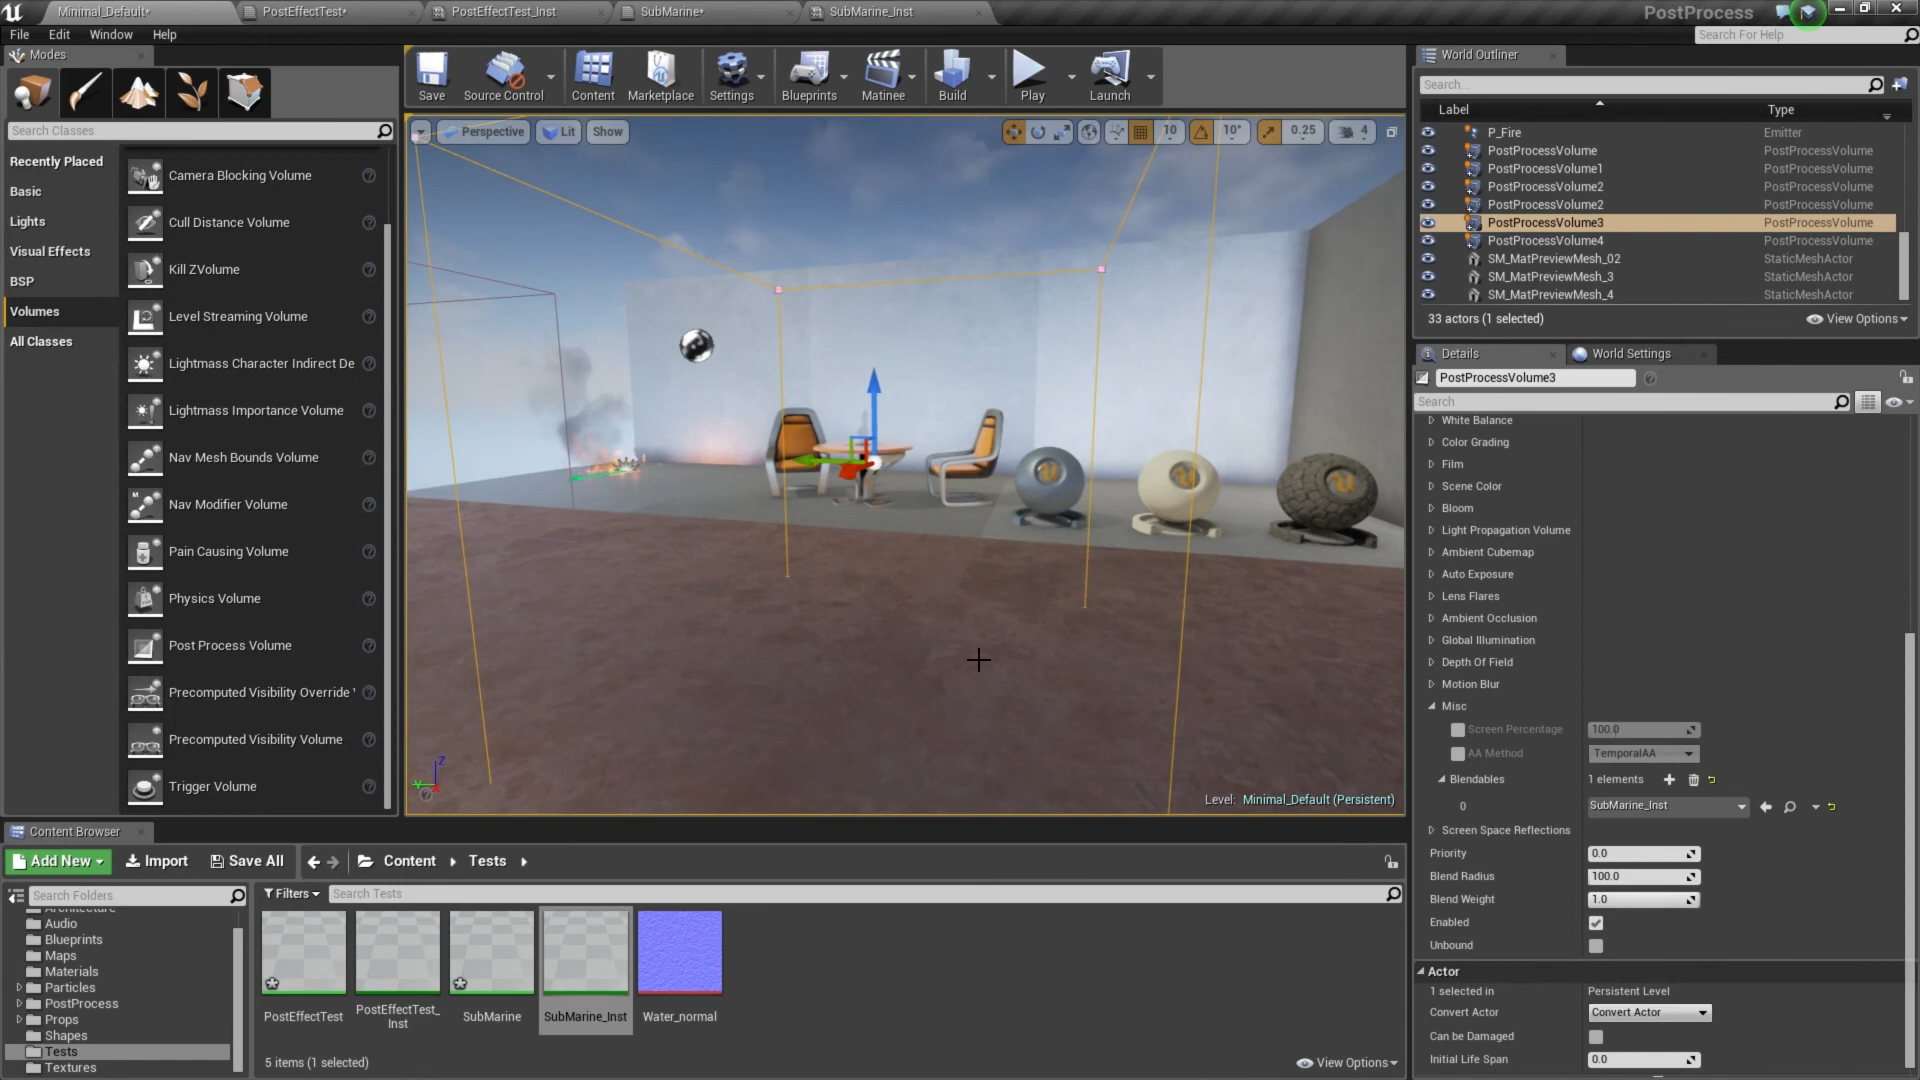 Minimal_Default*
PostEffectTest*
PostEffectTest_Inst
SubMarine*
SubMarine_Inst
PostProcess
File
Edit
Window
Help
Search For Help
Modes
Search Classes
Recently Placed
Basic
Lights
Visual Effects
BSP
Volumes
All Classes
Camera Blocking Volume
Cull Distance Volume
Kill ZVolume
Level Streaming Volume
Lightmass Character Indirect De
Lightmass Importance Volume
Nav Mesh Bounds Volume
Nav Modifier Volume
Pain Causing Volume
Physics Volume
Post Process Volume
Precomputed Visibility Override
Precomputed Visibility Volume
Trigger Volume
Save
Source Control
Content
Marketplace
Settings
Blueprints
Matinee
Build
Play
Launch
Perspective
Lit
Show
10
10°
0.25
4
Z
Y
Level: Minimal_Default (Persistent)
World Outliner
Search...
Label
Type
P_Fire
Emitter
PostProcessVolume
PostProcessVolume
PostProcessVolume1
PostProcessVolume
PostProcessVolume2
PostProcessVolume
PostProcessVolume2
PostProcessVolume
PostProcessVolume3
PostProcessVolume
PostProcessVolume4
PostProcessVolume
SM_MatPreviewMesh_02
StaticMeshActor
SM_MatPreviewMesh_3
StaticMeshActor
SM_MatPreviewMesh_4
StaticMeshActor
33 actors (1 selected)
View Options
Details
World Settings
PostProcessVolume3
Search
White Balance
Color Grading
Film
Scene Color
Bloom
Light Propagation Volume
Ambient Cubemap
Auto Exposure
Lens Flares
Ambient Occlusion
Global Illumination
Depth Of Field
Motion Blur
Misc
Screen Percentage
100.0
AA Method
TemporalAA
Blendables
1 elements
0
SubMarine_Inst
Screen Space Reflections
Priority
0.0
Blend Radius
100.0
Blend Weight
1.0
Enabled
Unbound
Actor
1 selected in
Persistent Level
Convert Actor
Convert Actor
Can be Damaged
Initial Life Span
0.0
Content Browser
Add New
Import
Save All
Content
Tests
Search Folders
Filters
Search Tests
Architecture
Audio
Blueprints
Maps
Materials
Particles
PostProcess
Props
Shapes
Tests
Textures
PostEffectTest
PostEffectTest_
Inst
SubMarine
SubMarine_Inst
Water_normal
5 items (1 selected)
View Options